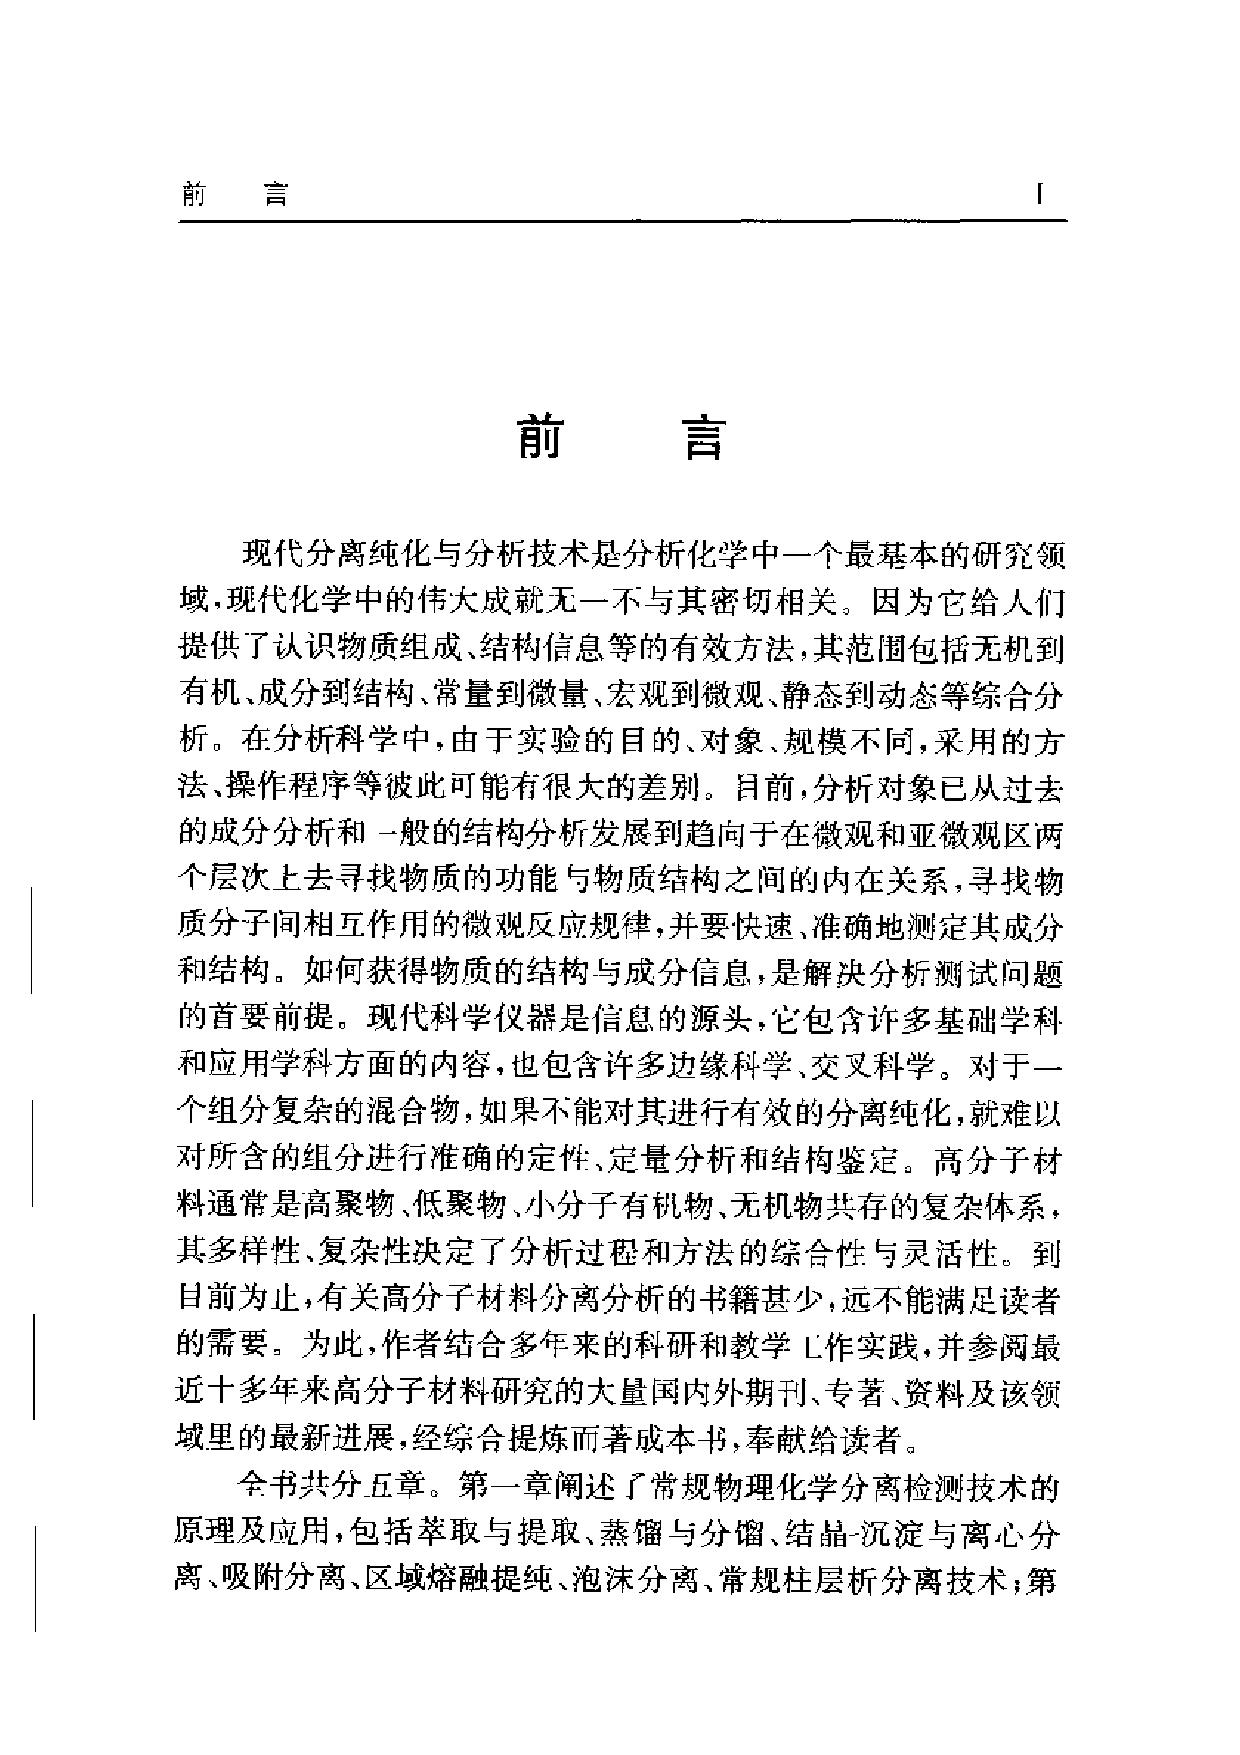 前 言 I
前 言
现代分离纯化与分析技术是分析化学中一个最基本的研究领
域,现代化学中的伟大成就无一不与其密切相关。因为它给人们
提供了认识物质组成、结构信息等的有效方法,其范围包括无机到
有机、成分到结构、常量到微量、宏观到微观、静态到动态等综合分
析。在分析科学中,由于实验的目的、对象、规模不同,采用的方
法、操作程序等彼此可能有很大的差别。目前,分析对象已从过去
的成分分析和一般的结构分析发展到趋向于在微观和亚微观区两
个层次上去寻找物质的功能与物质结构之间的内在关系,寻找物
质分子间相互作用的微观反应规律,并要快速、准确地测定其成分
和结构。如何获得物质的结构与成分信息,是解决分析测试问题
的首要前提。现代科学仪器是信息的源头,它包含许多基础学科
和应用学科方面的内容,也包含许多边缘科学、交叉科学。对于一
个组分复杂的混合物,如果不能对其进行有效的分离纯化,就难以
对所含的组分进行准确的定性、定量分析和结构鉴定。高分子材
料通常是高聚物、低聚物、小分子有机物、无机物共存的复杂体系,
其多样性、复杂性决定了分析过程和方法的综合性与灵活性。到
目前为止,有关高分子材料分离分析的书籍甚少,远不能满足读者
的需要。为此,作者结合多年来的科研和教学工作实践,并参阅最
近十多年来高分子材料研究的大量国内外期刊、专著、资料及该领
域里的最新进展,经综合提炼而著成本书,奉献给读者。
全书共分五章。第一章阐述了常规物理化学分离检测技术的
原理及应用,包括萃取与提取、蒸馏与分馏、结晶-沉淀与离心分
离、吸附分离、区域熔融提纯、泡沫分离、常规柱层析分离技术;第